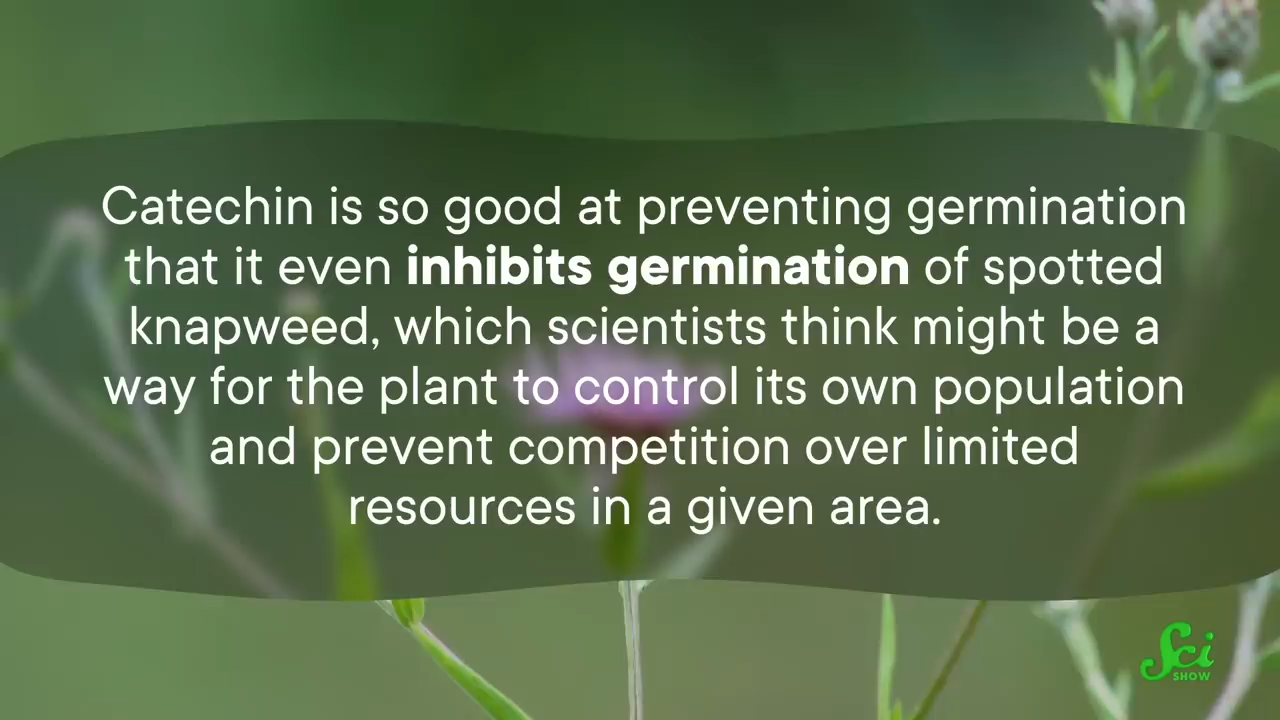 Catechin is so good at preventing germination
that it even inhibits germination of spotted
knapweed, which scientists think might be a
way for the plant to control its own population
and prevent competition over limited
resources in a given area.
Sci
SHOW